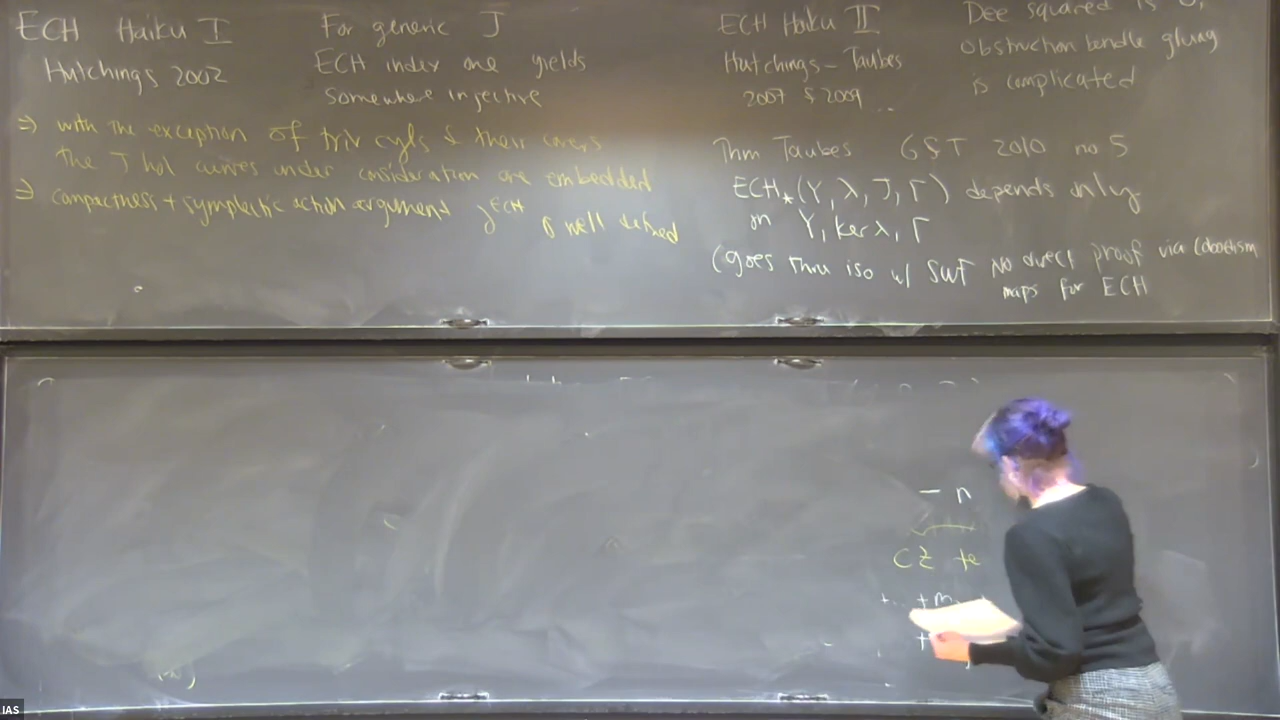 ECH Haiku I
Hutchings 2002
For generic J
ECH index one yields
Somewhere injective
⇒ with the exception of triv cyls & their covers
the J hol curves under consideration are embedded
⇒ compactness + symplectic action argument ∂^ECH is well defined
ECH Haiku II
Hutchings - Taubes
2007 & 2009 ...
Dee squared is 0,
obstruction bundle gluing
is complicated
Thm Taubes G&T 2010 no 5
ECH_*(Y, λ, J, Γ) depends only
on Y, ker λ, Γ
(goes thru iso w/ SWF No direct proof via cobordism
maps for ECH
- n
CZ te
IAS